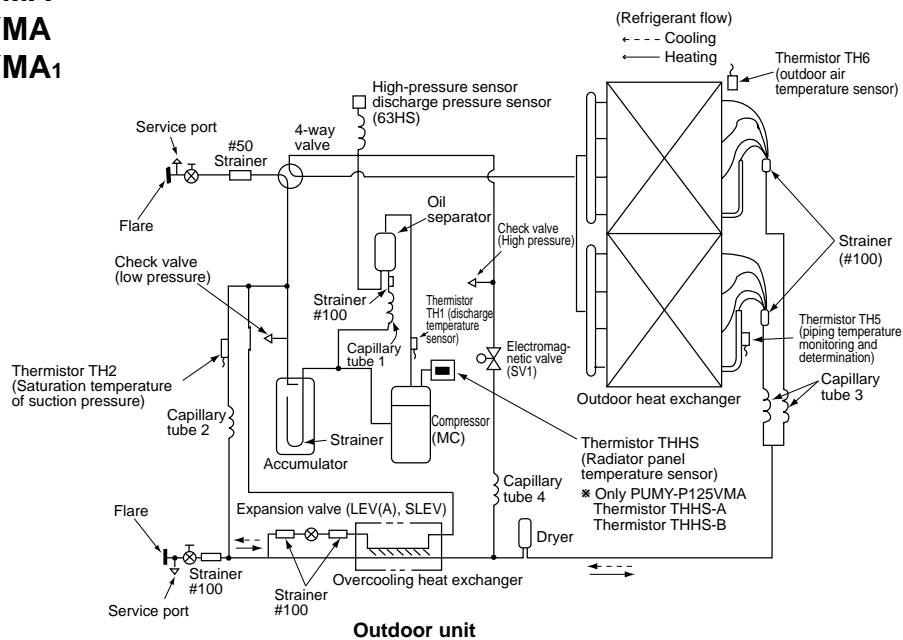 VMA
VMA1
(Refrigerant flow)
Cooling
Heating
Thermistor TH6
(outdoor air
temperature sensor)
High-pressure sensor
discharge pressure sensor
(63HS)
Service port
#50
Strainer
4-way
valve
Flare
Oil
separator
Check valve
(High pressure)
Strainer
(#100)
Check valve
(low pressure)
Strainer
#100
Thermistor
TH1 (discharge
temperature
sensor)
Capillary
tube 1
Electromag-
netic valve
(SV1)
Thermistor TH5
(piping temperature
monitoring and
determination)
Thermistor TH2
(Saturation temperature
of suction pressure)
Capillary
tube 2
Outdoor heat exchanger
Capillary
tube 3
Compressor
(MC)
Strainer
Accumulator
Thermistor THHS
(Radiator panel
temperature sensor)
※ Only PUMY-P125VMA
Thermistor THHS-A
Thermistor THHS-B
Capillary
tube 4
Flare
Expansion valve (LEV(A), SLEV)
Dryer
Strainer
#100
Overcooling heat exchanger
Strainer
#100
Service port
Outdoor unit